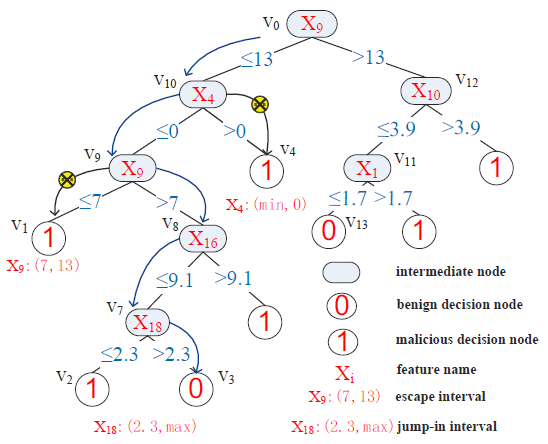 V0 X9
≤13 >13
V10 X4 X10 V12
≤0 >0 ≤3.9 >3.9
V9 X9 1 V4 X1 V11 1
≤7 >7 X4:(min,0) ≤1.7 >1.7
V1 1 V8 X16 0 V13 1
X9:(7,13)
≤9.1 >9.1 intermediate node
V7 X18 1 0 benign decision node
≤2.3 >2.3 1 malicious decision node
V2 1 0 V3 Xi feature name
X9:(7,13) escape interval
X18:(2.3,max) X18:(2.3,max) jump-in interval